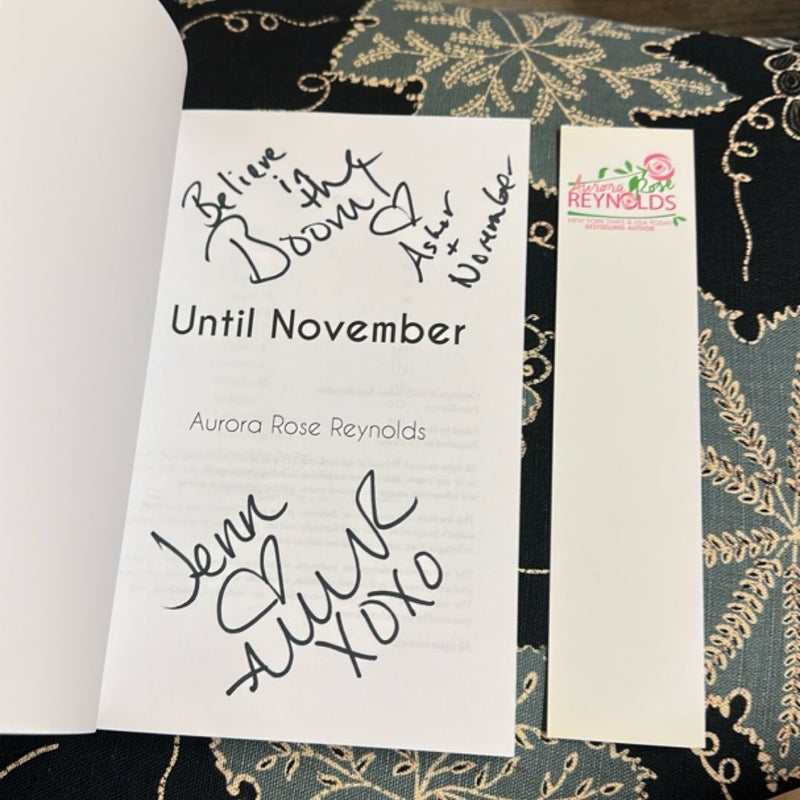 Believe
in the
Boom!
Asher
+
November
Until November
Aurora Rose Reynolds
Jenn
XOXO
Aurora Rose
REYNOLDS
NEW YORK TIMES & USA TODAY
BESTSELLING AUTHOR